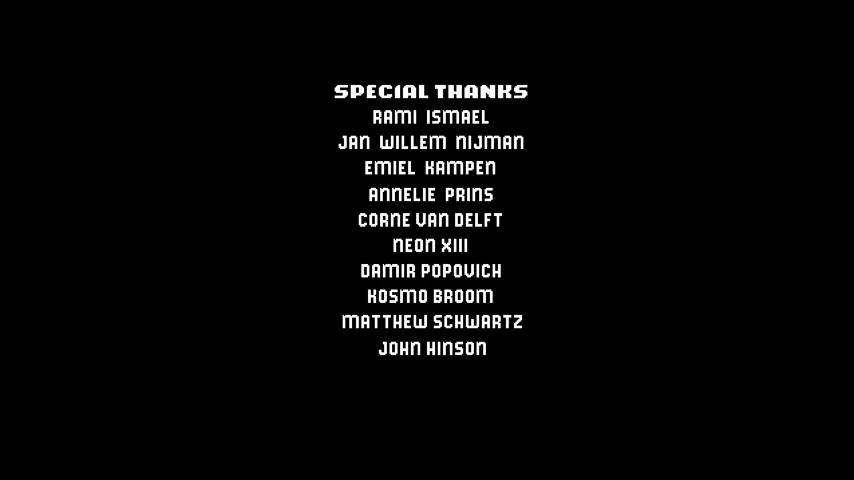 SPECIAL THANKS
RAMI ISMAEL
JAN WILLEM NIJMAN
EMIEL KAMPEN
ANNELIE PRINS
CORNE VAN DELFT
NEON XIII
DAMIR POPOVICH
KOSMO BROOM
MATTHEW SCHWARTZ
JOHN HINSON